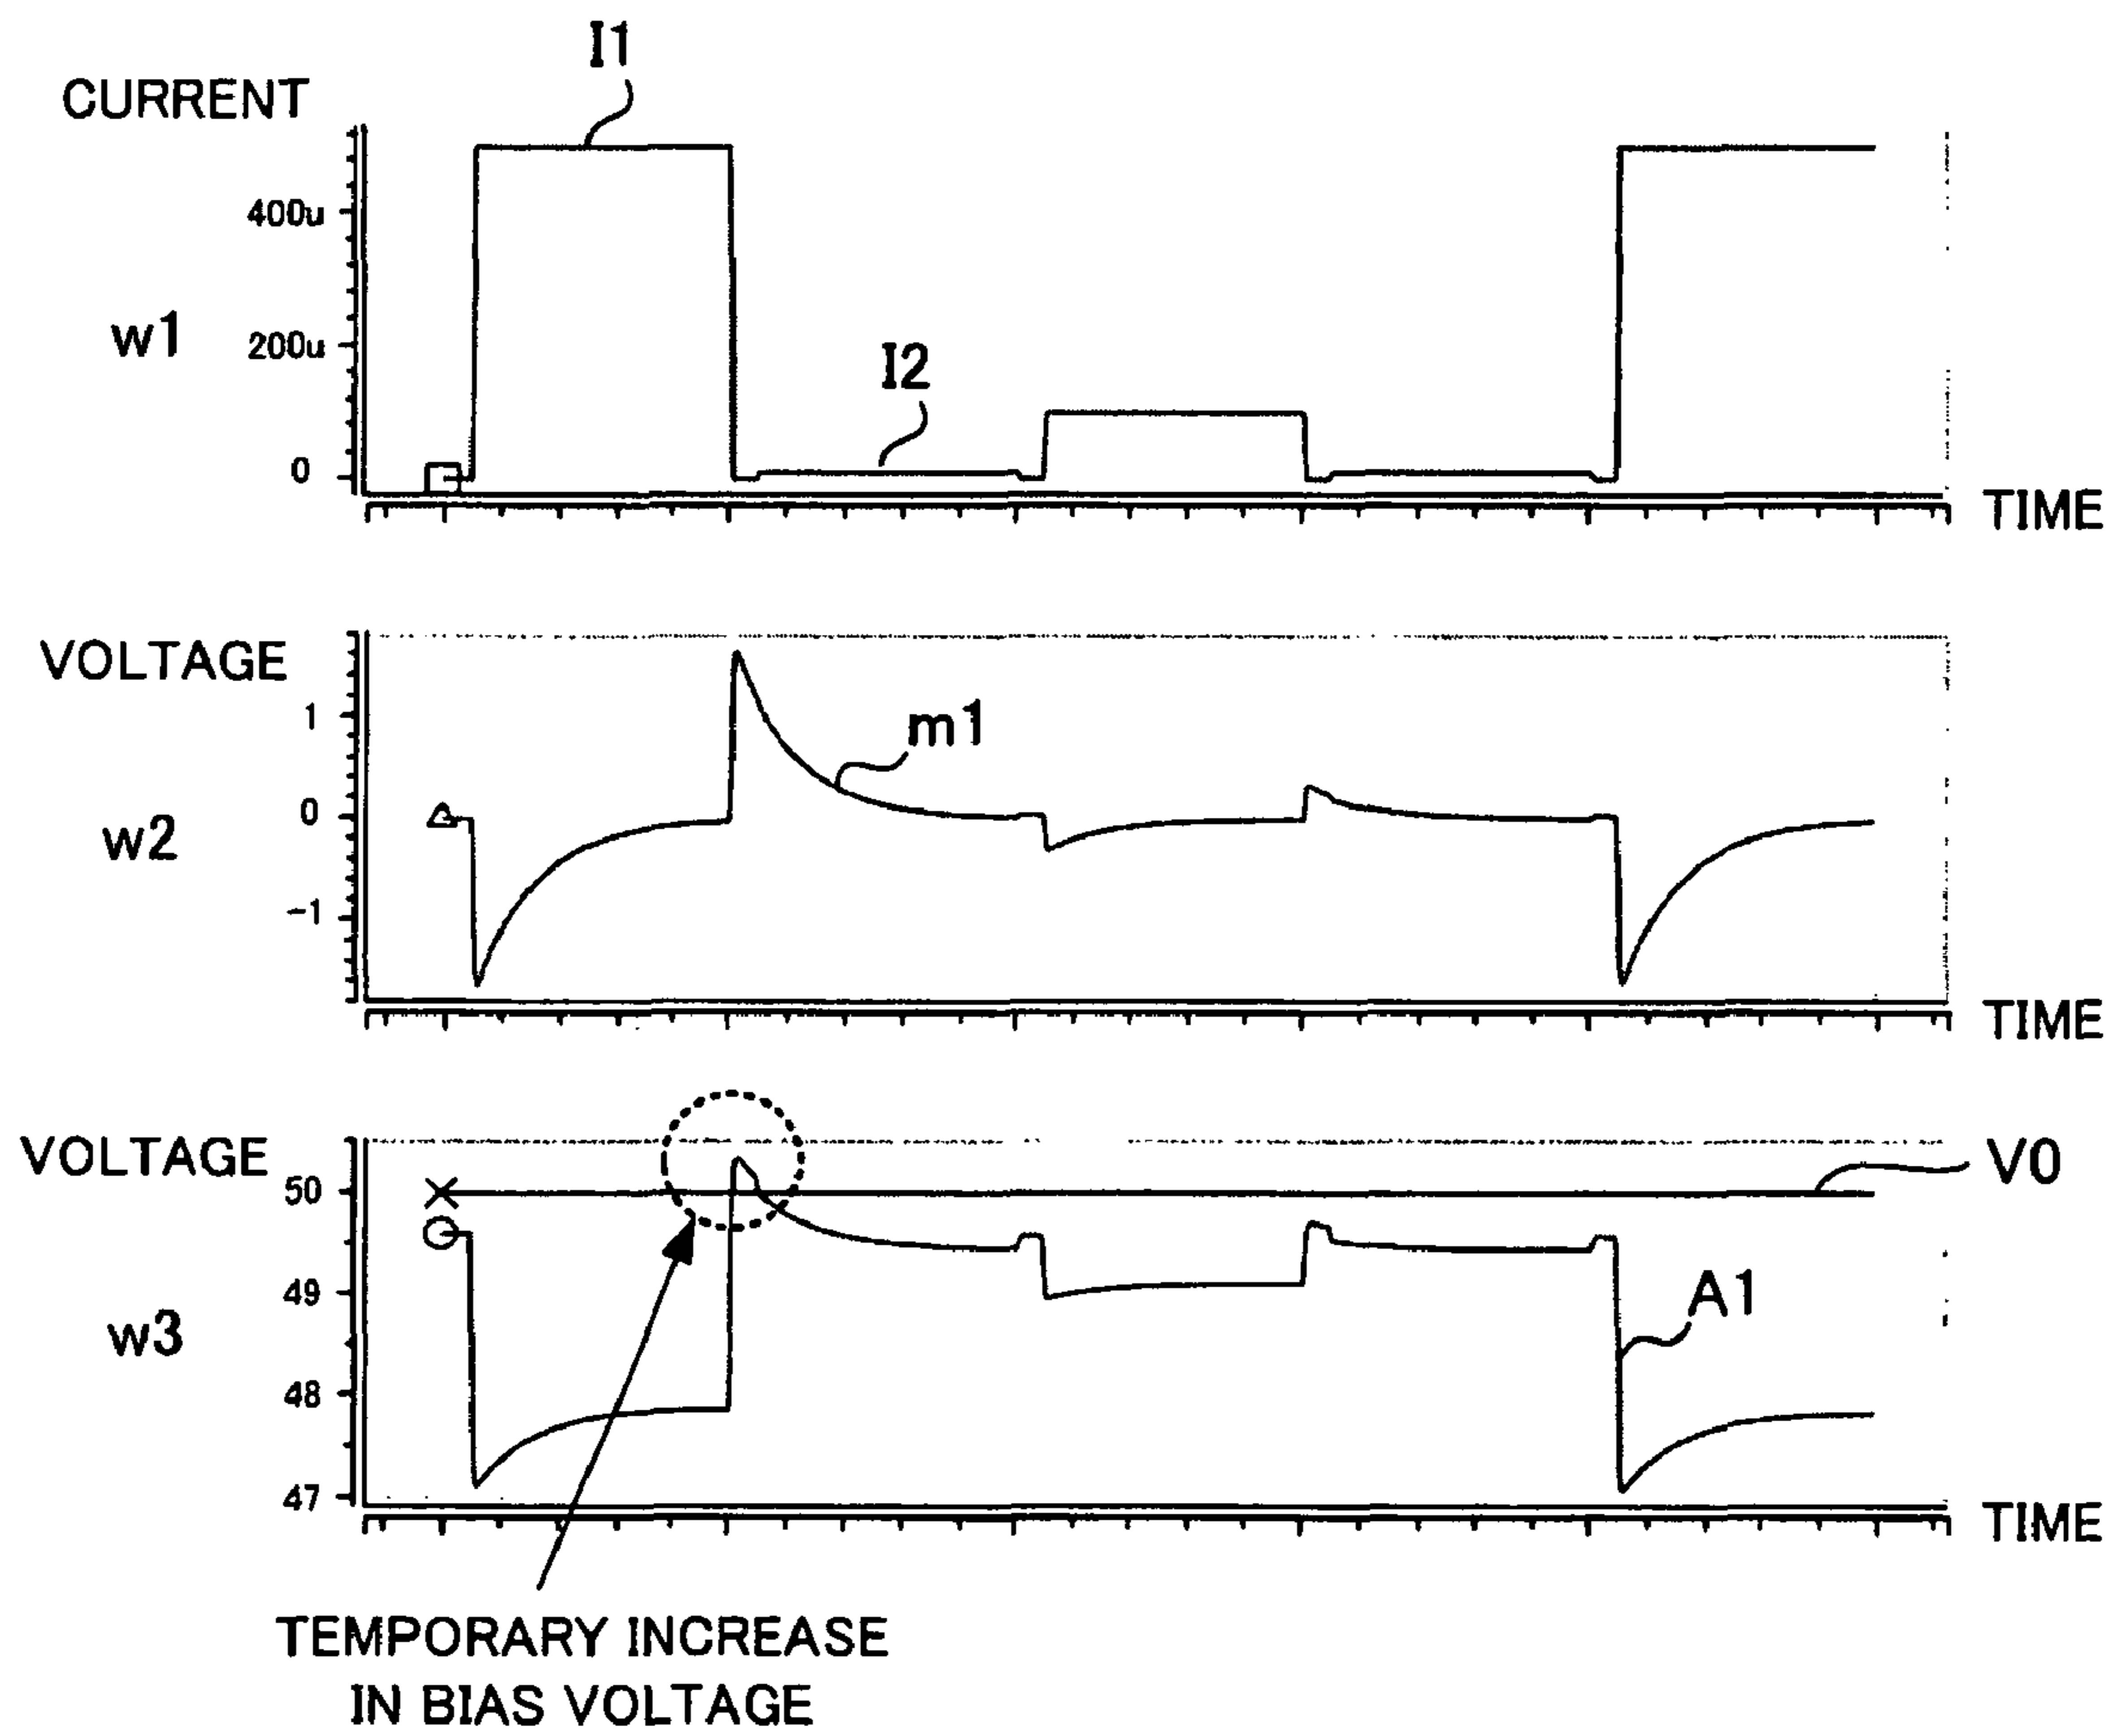 I1
CURRENT
400u
w1
200u
I2
0
TIME
VOLTAGE
1
m1
0
w2
-1
TIME
VOLTAGE
V0
50
49
A1
w3
48
47
TIME
TEMPORARY INCREASE
IN BIAS VOLTAGE